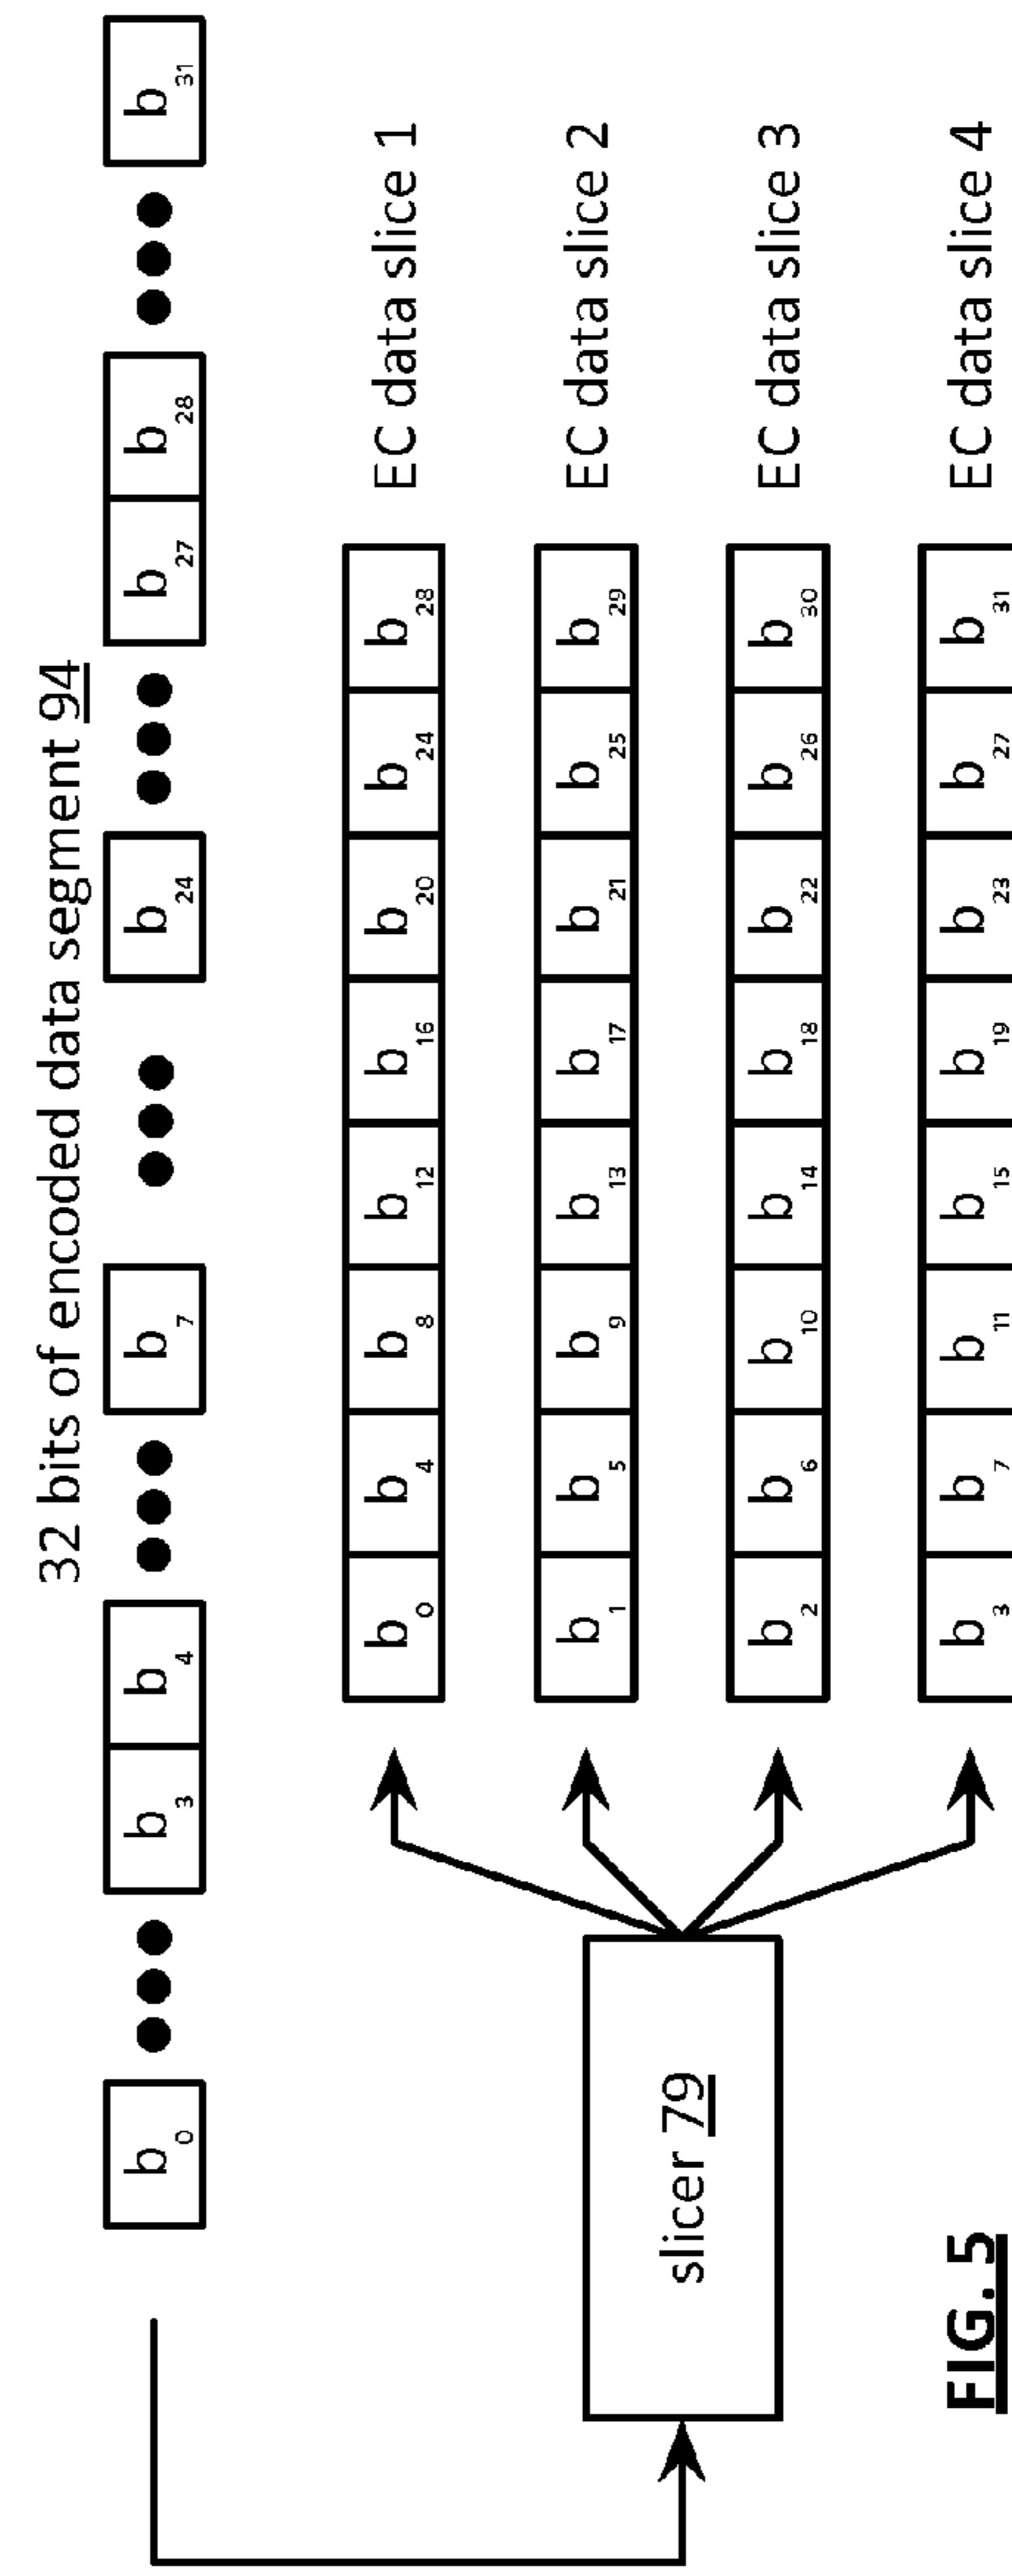 32 bits of encoded data segment 94
b0 ••• b3 b4 ••• b7 ••• b24 ••• b27 b28 ••• b31
b0 b4 b8 b12 b16 b20 b24 b28 EC data slice 1
b1 b5 b9 b13 b17 b21 b25 b29 EC data slice 2
slicer 79
b2 b6 b10 b14 b18 b22 b26 b30 EC data slice 3
b3 b7 b11 b15 b19 b23 b27 b31 EC data slice 4
FIG. 5